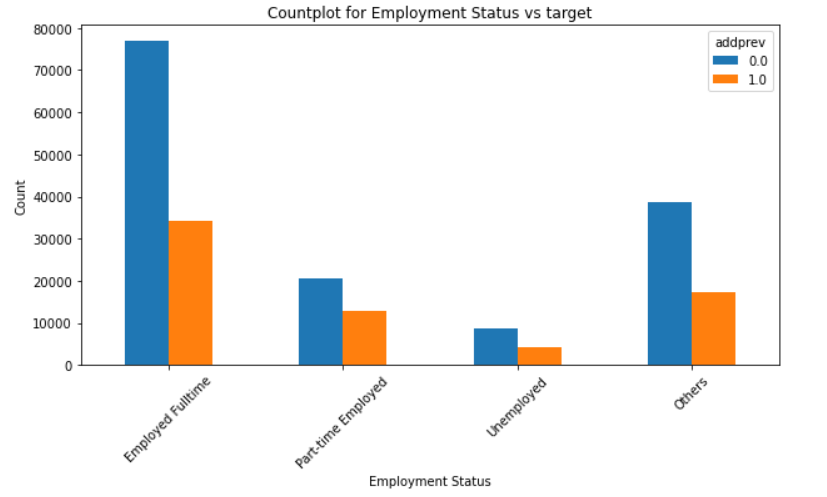 Countplot for Employment Status vs target
addprev
0.0
1.0
80000
70000
60000
50000
40000
30000
20000
10000
0
Count
Employed Fulltime
Part-time Employed
Unemployed
Others
Employment Status